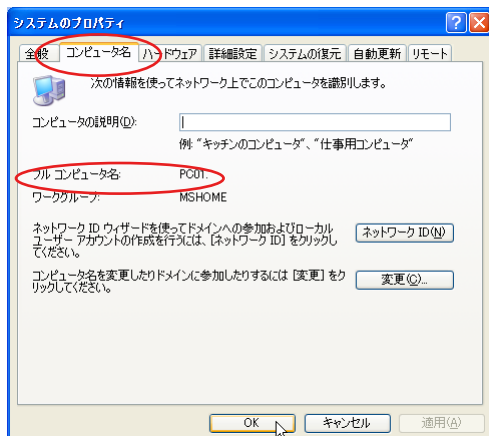 システムのプロパティ
全般 コンピュータ名 ハードウェア 詳細設定 システムの復元 自動更新 リモート
次の情報を使ってネットワーク上でこのコンピュータを識別します。
コンピュータの説明(D):
例: "キッチンのコンピュータ"、"仕事用コンピュータ"
フル コンピュータ名: PC01.
ワークグループ: MSHOME
ネットワーク ID ウィザードを使ってドメインへの参加およびローカル
ユーザー アカウントの作成を行うには、[ネットワーク ID] をクリックし
てください。
ネットワーク ID(N)
コンピュータ名を変更したりドメインに参加したりするには [変更] をク
リックしてください。
変更(C)...
OK キャンセル 適用(A)